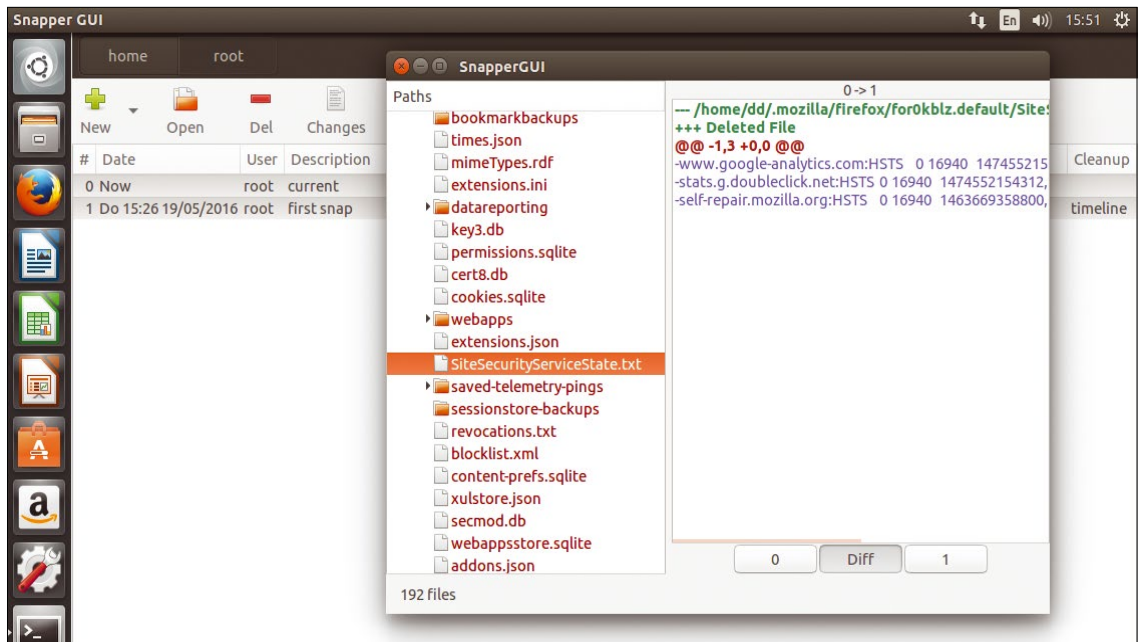 Snapper GUI En 15:51
home root
SnapperGUI
New Open Del Changes
# Date User Description Cleanup
0 Now root current
1 Do 15:26 19/05/2016 root first snap timeline
Paths
bookmarkbackups
times.json
mimeTypes.rdf
extensions.ini
datareporting
key3.db
permissions.sqlite
cert8.db
cookies.sqlite
webapps
extensions.json
SiteSecurityServiceState.txt
saved-telemetry-pings
sessionstore-backups
revocations.txt
blocklist.xml
content-prefs.sqlite
xulstore.json
secmod.db
webappsstore.sqlite
addons.json
192 files
0 -> 1
--- /home/dd/.mozilla/firefox/for0kblz.default/Site
+++ Deleted File
@@ -1,3 +0,0 @@
-www.google-analytics.com:HSTS 0 16940 147455215
-stats.g.doubleclick.net:HSTS 0 16940 1474552154312,
-self-repair.mozilla.org:HSTS 0 16940 1463669358800,
0 Diff 1